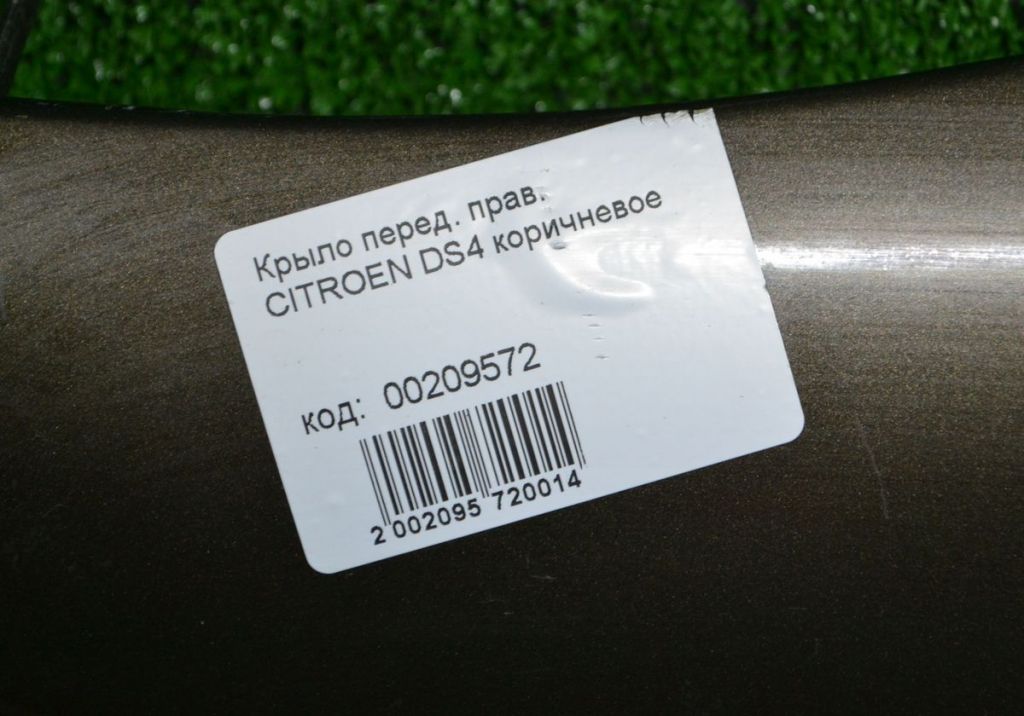 Крыло перед. прав.
CITROEN DS4 коричневое
код: 00209572
2 002095 720014